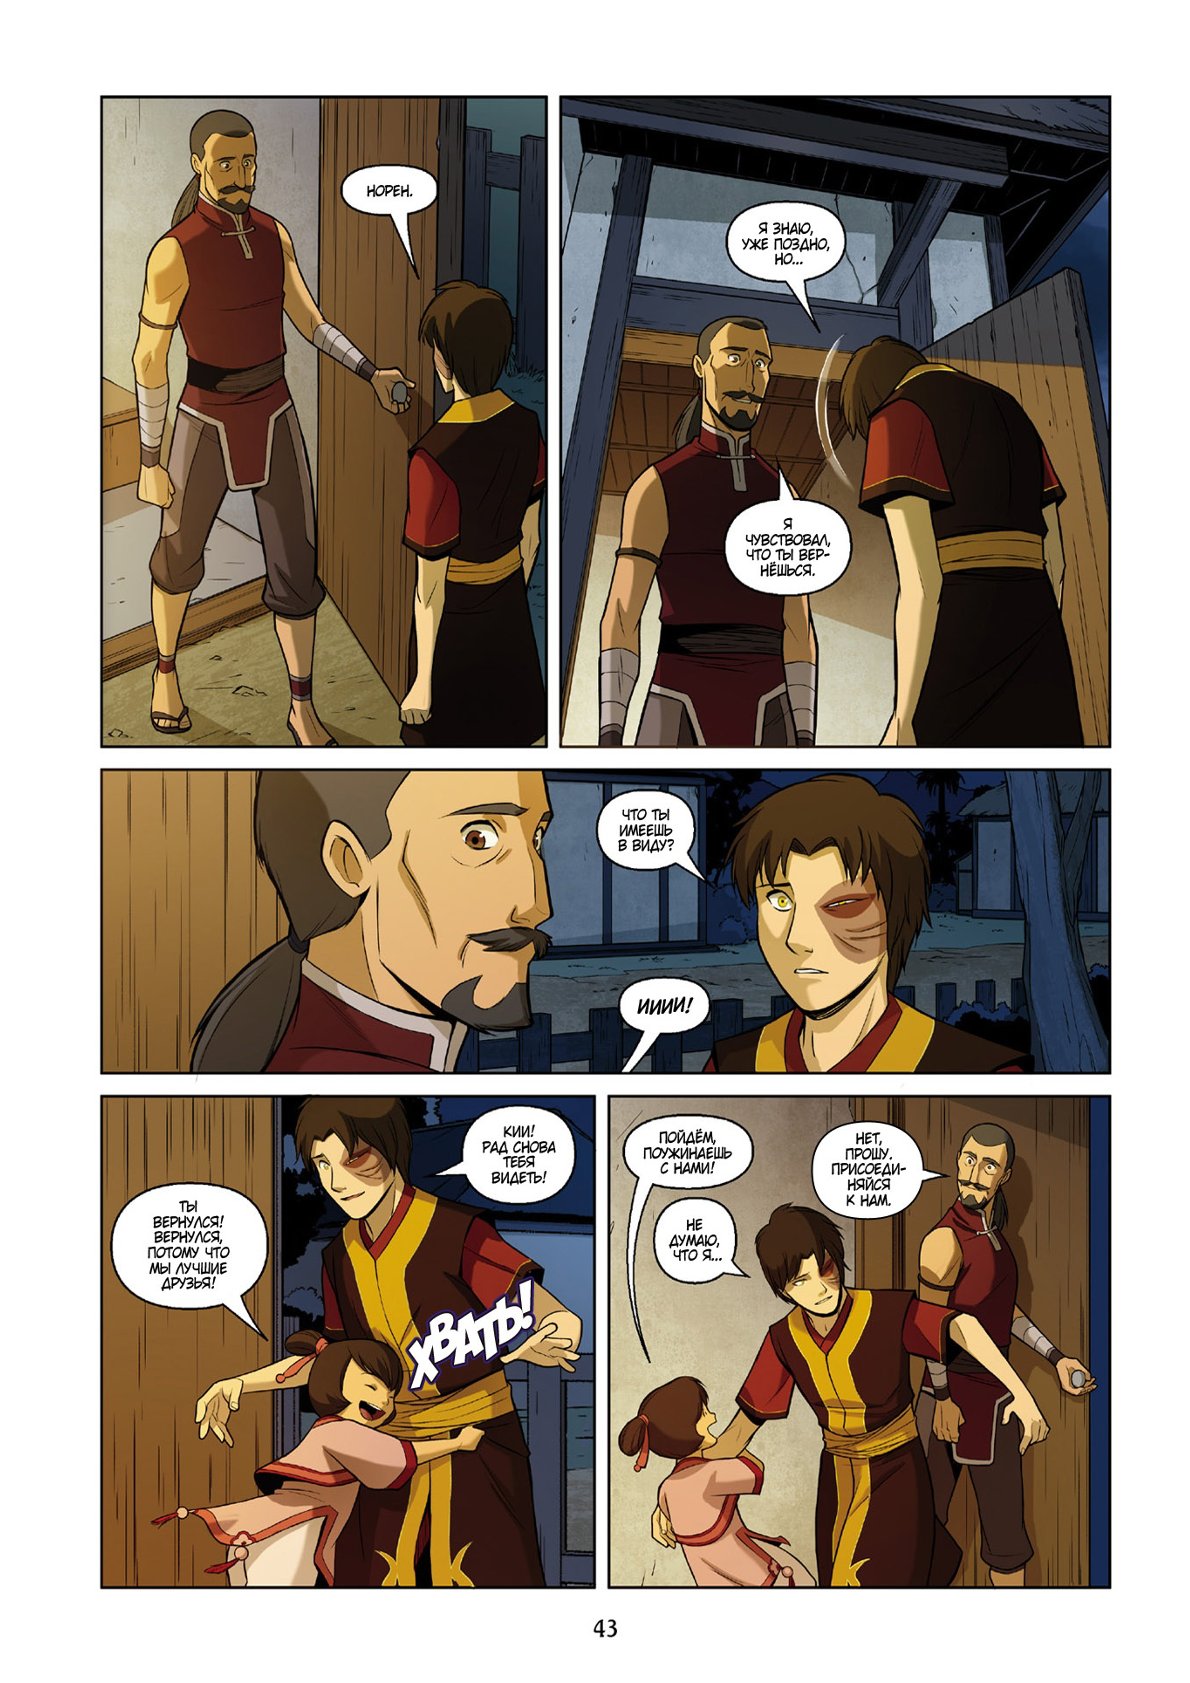 НОРЕН.
Я ЗНАЮ,
УЖЕ ПОЗДНО,
НО...
Я
ЧУВСТВОВАЛ,
ЧТО ТЫ ВЕР-
НЁШЬСЯ.
ЧТО ТЫ
ИМЕЕШЬ
В ВИДУ?
ИИИИ!
ТЫ
ВЕРНУЛСЯ!
ВЕРНУЛСЯ,
ПОТОМУ ЧТО
МЫ ЛУЧШИЕ
ДРУЗЬЯ!
КИИ!
РАД СНОВА
ТЕБЯ
ВИДЕТЬ!
ХВАТЬ!
ПОЙДЁМ,
ПОУЖИНАЕШЬ
С НАМИ!
НЕ
ДУМАЮ,
ЧТО Я...
НЕТ,
ПРОШУ.
ПРИСОЕДИ-
НЯЙСЯ
К НАМ.
43